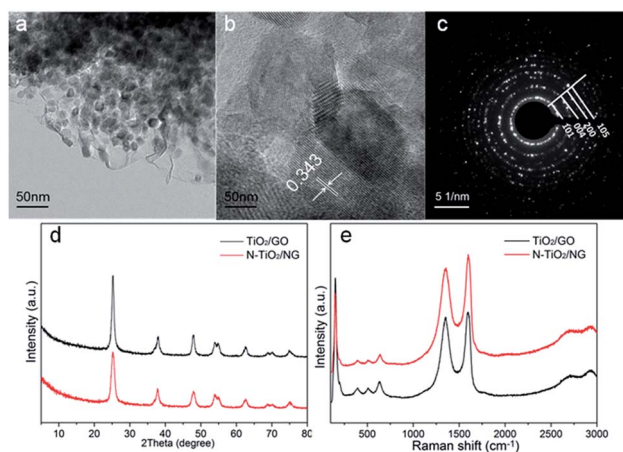 a
50nm
b
0.343
50nm
c
101
004
200
105
5 1/nm
d
TiO₂/GO
N-TiO₂/NG
Intensity (a.u.)
10 20 30 40 50 60 70 80
2Theta (degree)
e
TiO₂/GO
N-TiO₂/NG
Intensity (a.u.)
500 1000 1500 2000 2500 3000
Raman shift (cm⁻¹)